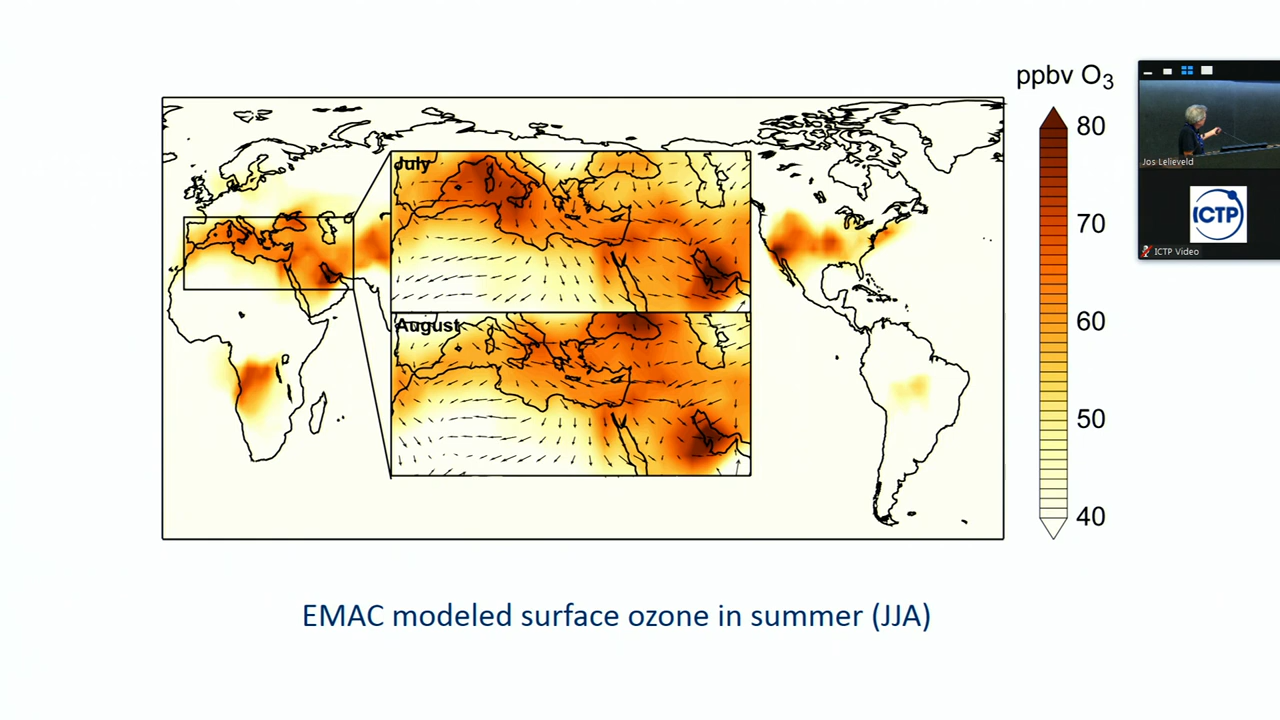 ppbv O₃
80
70
60
50
40
July
August
Jos Lelieveld
ICTP
ICTP Video
EMAC modeled surface ozone in summer (JJA)